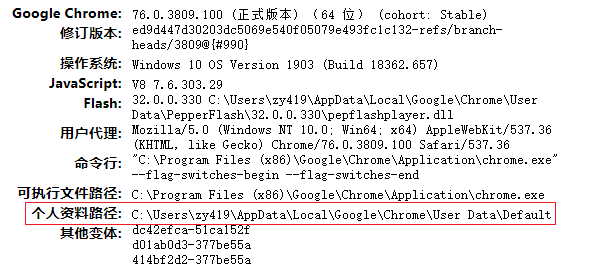 Google Chrome: 76.0.3809.100 (正式版本) (64 位) (cohort: Stable)
修订版本: ed9d447d30203dc5069e540f05079e493fc1c132-refs/branch-
heads/3809@{#990}
操作系统: Windows 10 OS Version 1903 (Build 18362.657)
JavaScript: V8 7.6.303.29
Flash: 32.0.0.330 C:\Users\zy419\AppData\Local\Google\Chrome\User
Data\PepperFlash\32.0.0.330\pepflashplayer.dll
用户代理: Mozilla/5.0 (Windows NT 10.0; Win64; x64) AppleWebKit/537.36
(KHTML, like Gecko) Chrome/76.0.3809.100 Safari/537.36
命令行: "C:\Program Files (x86)\Google\Chrome\Application\chrome.exe"
--flag-switches-begin --flag-switches-end
可执行文件路径: C:\Program Files (x86)\Google\Chrome\Application\chrome.exe
个人资料路径: C:\Users\zy419\AppData\Local\Google\Chrome\User Data\Default
其他变体: dc42efca-51ca152f
d01ab0d3-377be55a
414bf2d2-377be55a